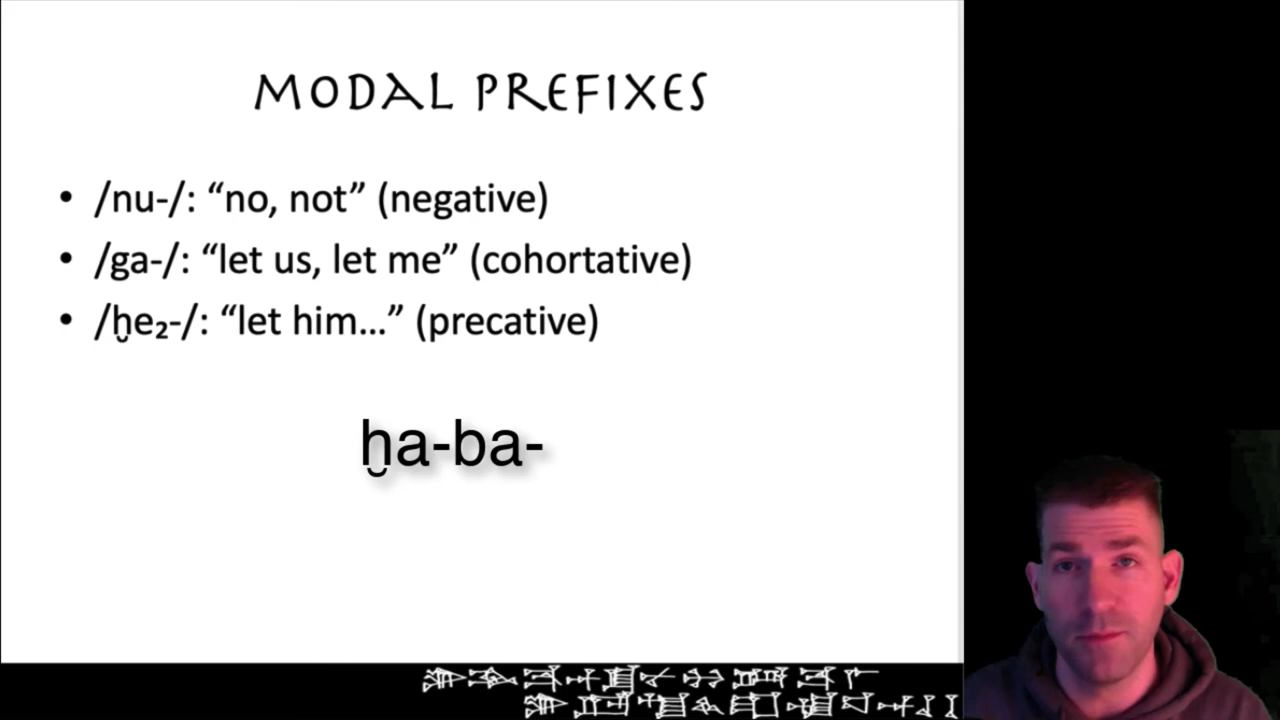 MODAL PREFIXES
• /nu-/: “no, not” (negative)
• /ga-/: “let us, let me” (cohortative)
• /ḫe₂-/: “let him…” (precative)
ḫa-ba-